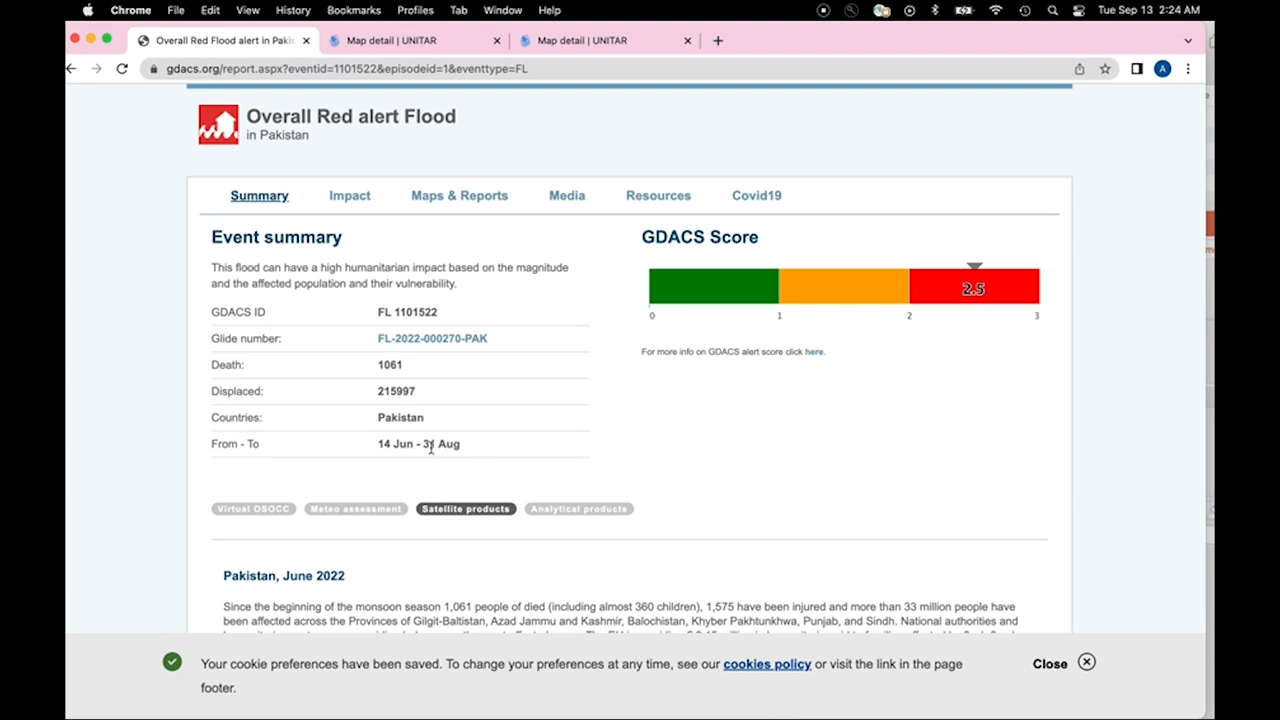 Chrome File Edit View History Bookmarks Profiles Tab Window Help Tue Sep 13 2:24 AM
Overall Red Flood alert in Pakis Map detail | UNITAR Map detail | UNITAR
gdacs.org/report.aspx?eventid=1101522&episodeid=1&eventtype=FL A
Overall Red alert Flood
in Pakistan
Summary Impact Maps & Reports Media Resources Covid19
Event summary
This flood can have a high humanitarian impact based on the magnitude
and the affected population and their vulnerability.
GDACS ID FL 1101522
Glide number: FL-2022-000270-PAK
Death: 1061
Displaced: 215997
Countries: Pakistan
From - To 14 Jun - 31 Aug
GDACS Score
2.5
0 1 2 3
For more info on GDACS alert score click here.
Virtual OSOCC Meteo assessment Satellite products Analytical products
Pakistan, June 2022
Since the beginning of the monsoon season 1,061 people of died (including almost 360 children), 1,575 have been injured and more than 33 million people have
been affected across the Provinces of Gilgit-Baltistan, Azad Jammu and Kashmir, Balochistan, Khyber Pakhtunkhwa, Punjab, and Sindh. National authorities and
Your cookie preferences have been saved. To change your preferences at any time, see our cookies policy or visit the link in the page
footer.
Close